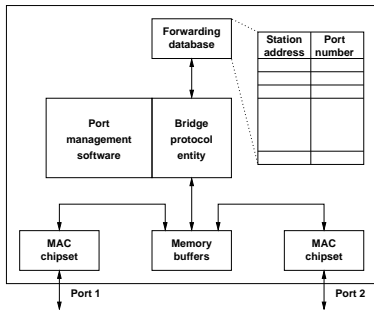 Forwarding
database
Station
address
Port
number
Port
management
software
Bridge
protocol
entity
MAC
chipset
Memory
buffers
MAC
chipset
Port 1
Port 2